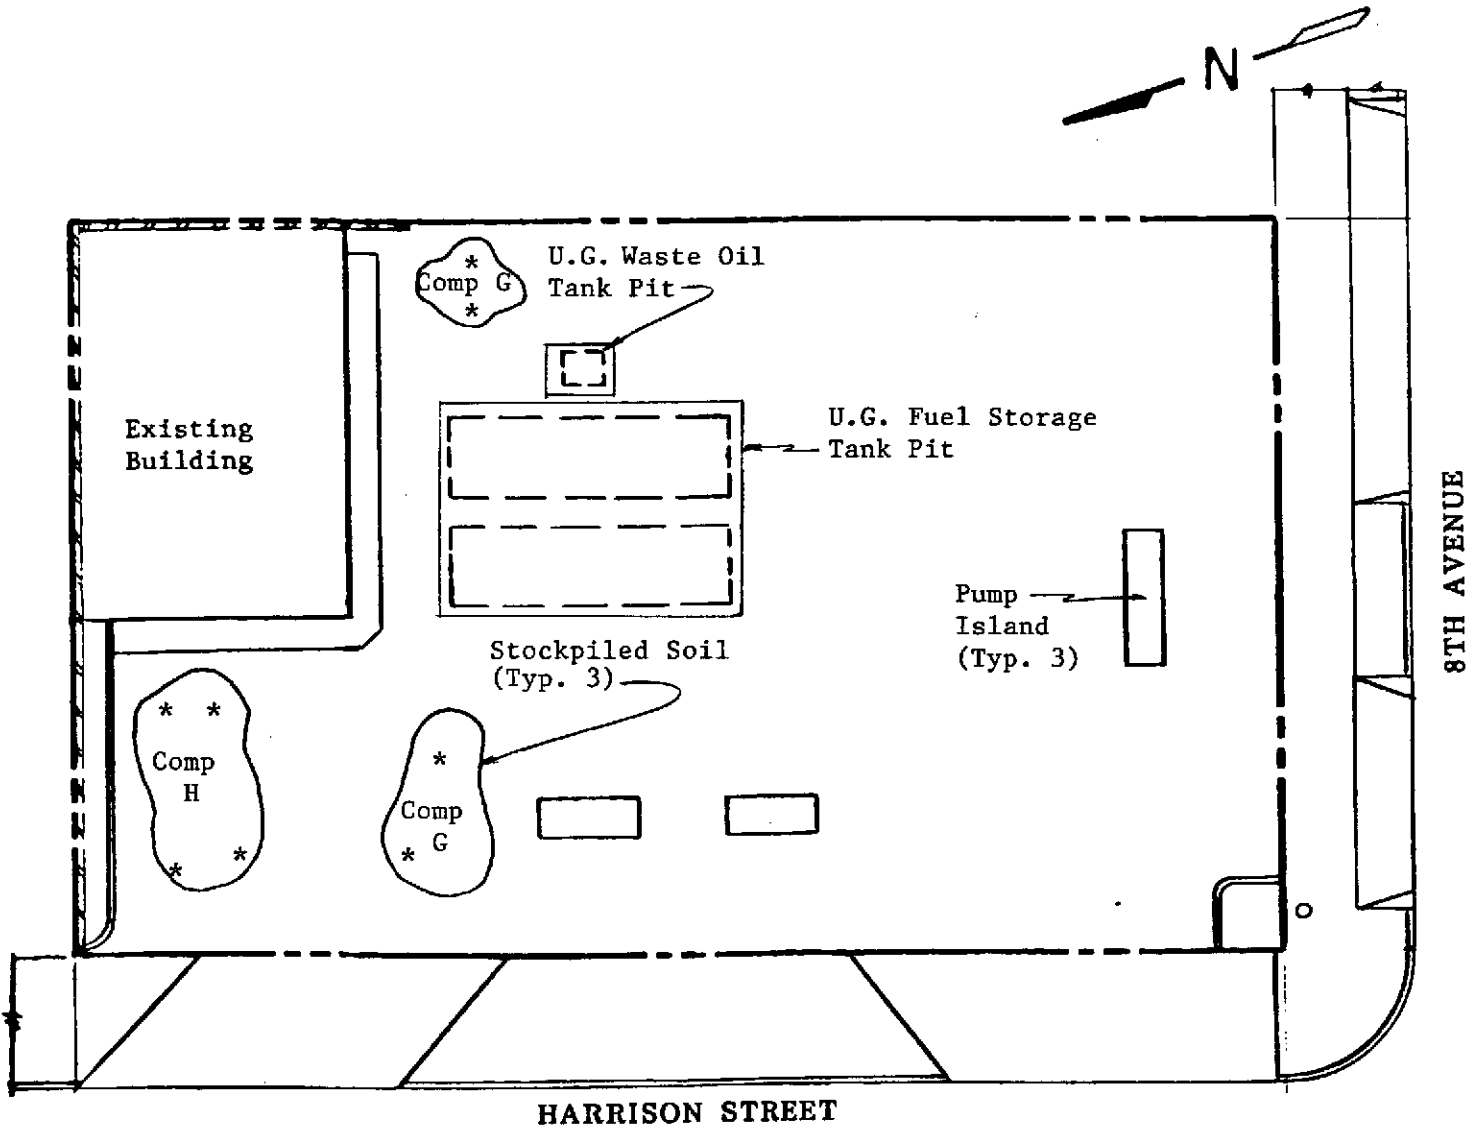 N
U.G. Waste Oil
Tank Pit
* Comp G *
U.G. Fuel Storage
Tank Pit
Existing
Building
8TH AVENUE
Pump
Island
(Typ. 3)
Stockpiled Soil
(Typ. 3)
* *
Comp
H
* *
*
Comp
G
*
HARRISON STREET